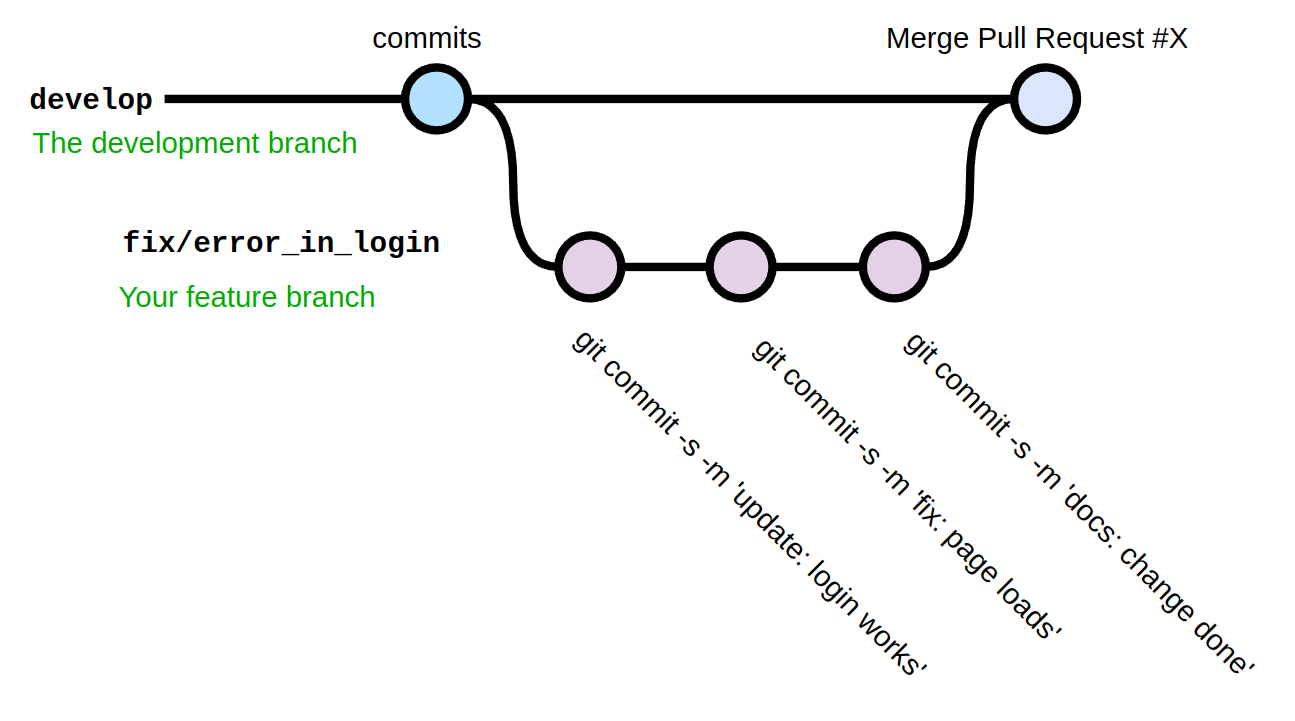 commits
Merge Pull Request #X
develop
The development branch
fix/error_in_login
Your feature branch
git commit -s -m 'update: login works'
git commit -s -m 'fix: page loads'
git commit -s -m 'docs: change done'